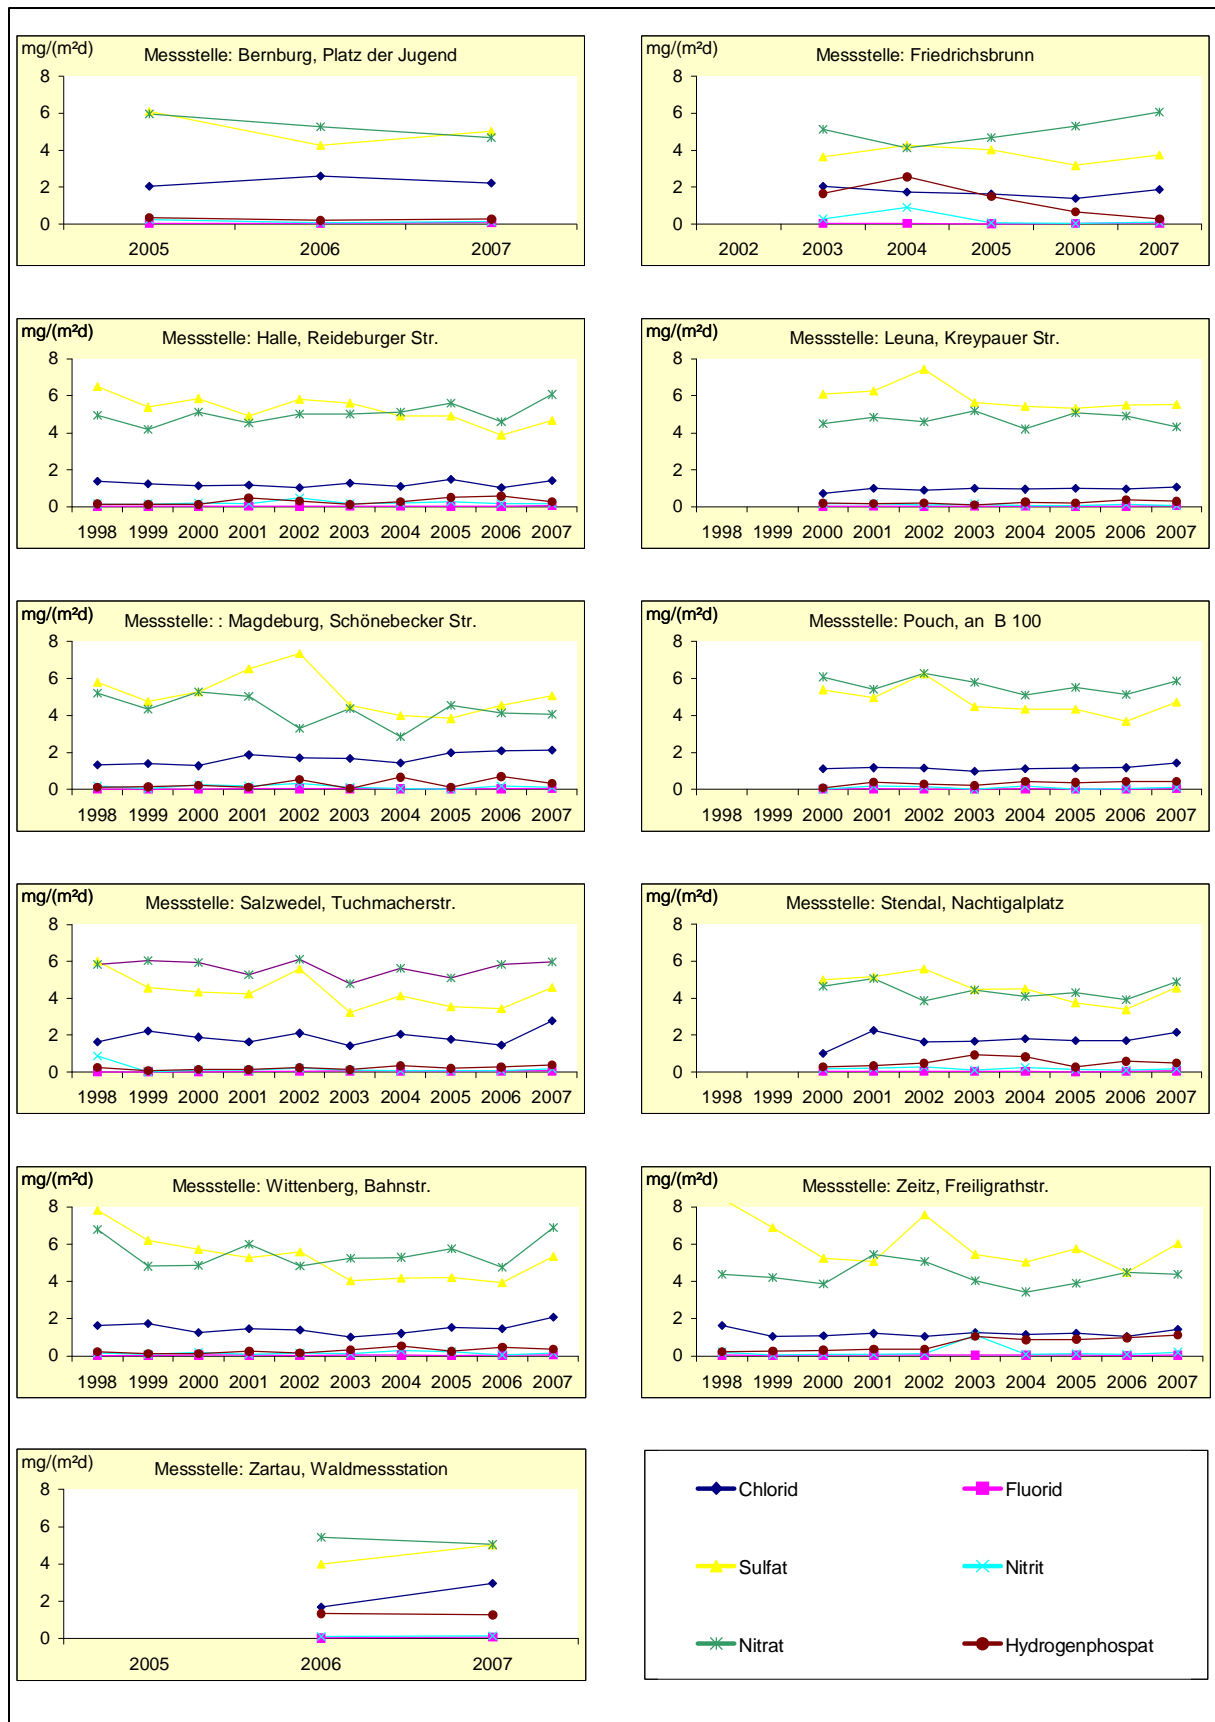 mg/(m²d)
Messstelle: Bernburg, Platz der Jugend
8
6
4
2
0
2005 2006 2007
mg/(m²d)
Messstelle: Friedrichsbrunn
8
6
4
2
0
2002 2003 2004 2005 2006 2007
mg/(m²d)
Messstelle: Halle, Reideburger Str.
8
6
4
2
0
1998 1999 2000 2001 2002 2003 2004 2005 2006 2007
mg/(m²d)
Messstelle: Leuna, Kreypauer Str.
8
6
4
2
0
1998 1999 2000 2001 2002 2003 2004 2005 2006 2007
mg/(m²d)
Messstelle: : Magdeburg, Schönebecker Str.
8
6
4
2
0
1998 1999 2000 2001 2002 2003 2004 2005 2006 2007
mg/(m²d)
Messstelle: Pouch, an B 100
8
6
4
2
0
1998 1999 2000 2001 2002 2003 2004 2005 2006 2007
mg/(m²d)
Messstelle: Salzwedel, Tuchmacherstr.
8
6
4
2
0
1998 1999 2000 2001 2002 2003 2004 2005 2006 2007
mg/(m²d)
Messstelle: Stendal, Nachtigalplatz
8
6
4
2
0
1998 1999 2000 2001 2002 2003 2004 2005 2006 2007
mg/(m²d)
Messstelle: Wittenberg, Bahnstr.
8
6
4
2
0
1998 1999 2000 2001 2002 2003 2004 2005 2006 2007
mg/(m²d)
Messstelle: Zeitz, Freiligrathstr.
8
6
4
2
0
1998 1999 2000 2001 2002 2003 2004 2005 2006 2007
mg/(m²d)
Messstelle: Zartau, Waldmessstation
8
6
4
2
0
2005 2006 2007
Chlorid
Fluorid
Sulfat
Nitrit
Nitrat
Hydrogenphospat